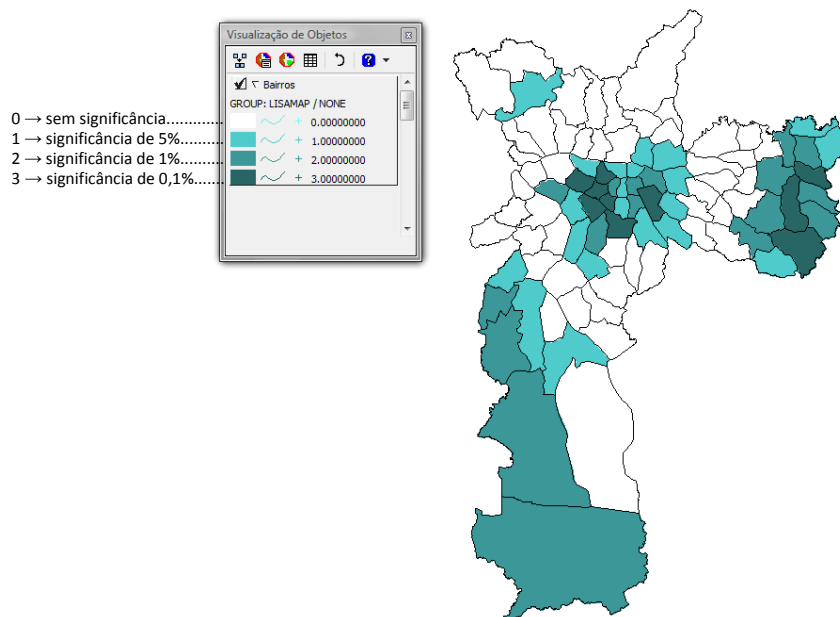 Visualização de Objetos
Bairros
GROUP: LISAMAP / NONE
0 → sem significância.................. 0.00000000
1 → significância de 5%.............. 1.00000000
2 → significância de 1%.............. 2.00000000
3 → significância de 0,1%........... 3.00000000